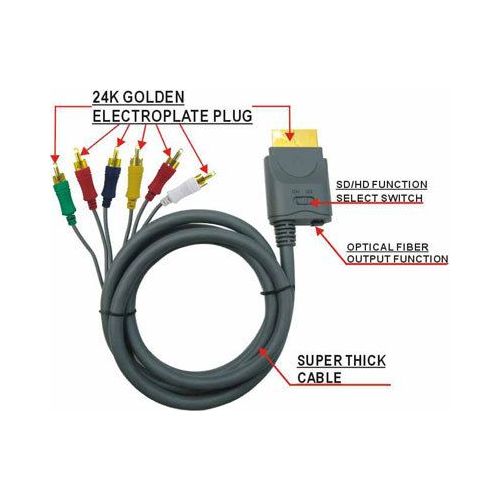 24K GOLDEN
ELECTROPLATE PLUG
SD/HD FUNCTION
SELECT SWITCH
OPTICAL FIBER
OUTPUT FUNCTION
SUPER THICK
CABLE